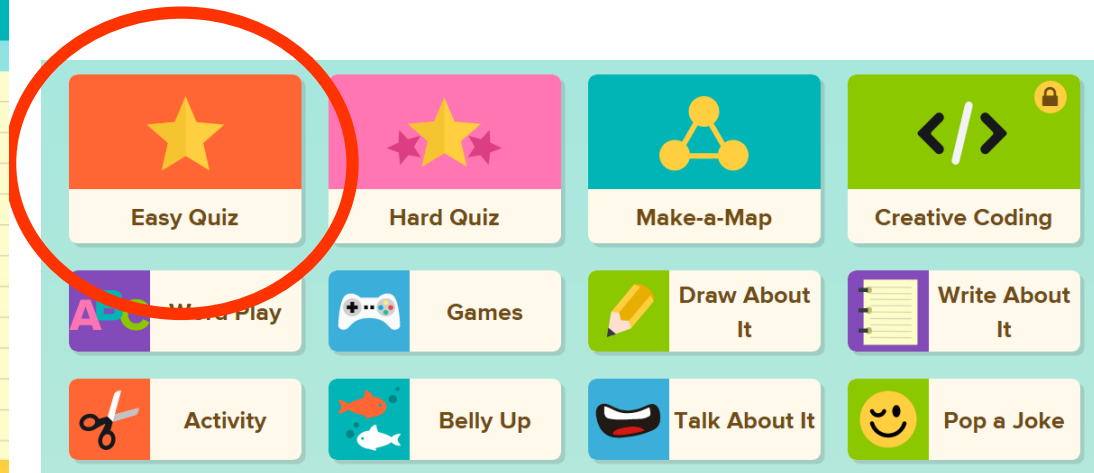 Easy Quiz
Hard Quiz
Make-a-Map
Creative Coding
ABC
Word Play
Games
Draw About
It
Write About
It
Activity
Belly Up
Talk About It
Pop a Joke